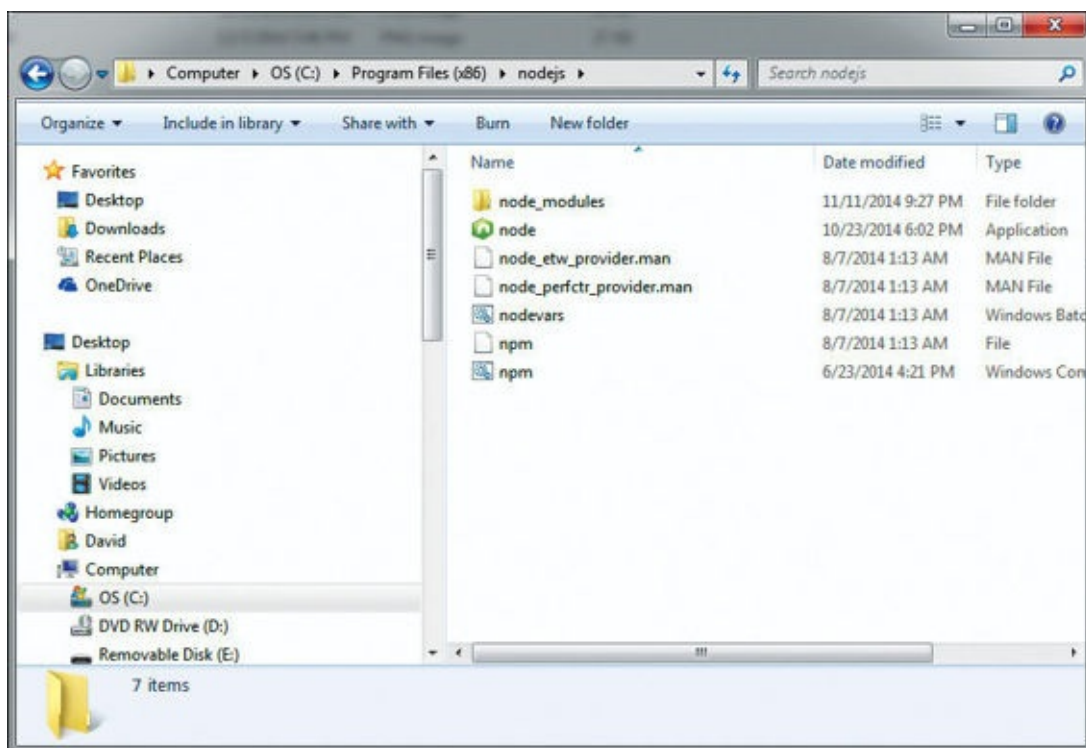 Computer ▸ OS (C:) ▸ Program Files (x86) ▸ nodejs ▸
Search nodejs
Organize Include in library Share with Burn New folder
Favorites
Desktop
Downloads
Recent Places
OneDrive
Desktop
Libraries
Documents
Music
Pictures
Videos
Homegroup
David
Computer
OS (C:)
DVD RW Drive (D:)
Removable Disk (E:)
Name Date modified Type
node_modules 11/11/2014 9:27 PM File folder
node 10/23/2014 6:02 PM Application
node_etw_provider.man 8/7/2014 1:13 AM MAN File
node_perfctr_provider.man 8/7/2014 1:13 AM MAN File
nodevars 8/7/2014 1:13 AM Windows Batc
npm 8/7/2014 1:13 AM File
npm 6/23/2014 4:21 PM Windows Con
7 items